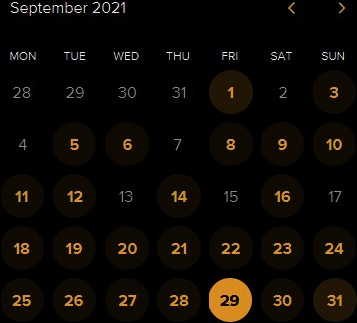 September 2021
MON TUE WED THU FRI SAT SUN
28 29 30 31 1 2 3
4 5 6 7 8 9 10
11 12 13 14 15 16 17
18 19 20 21 22 23 24
25 26 27 28 29 30 31